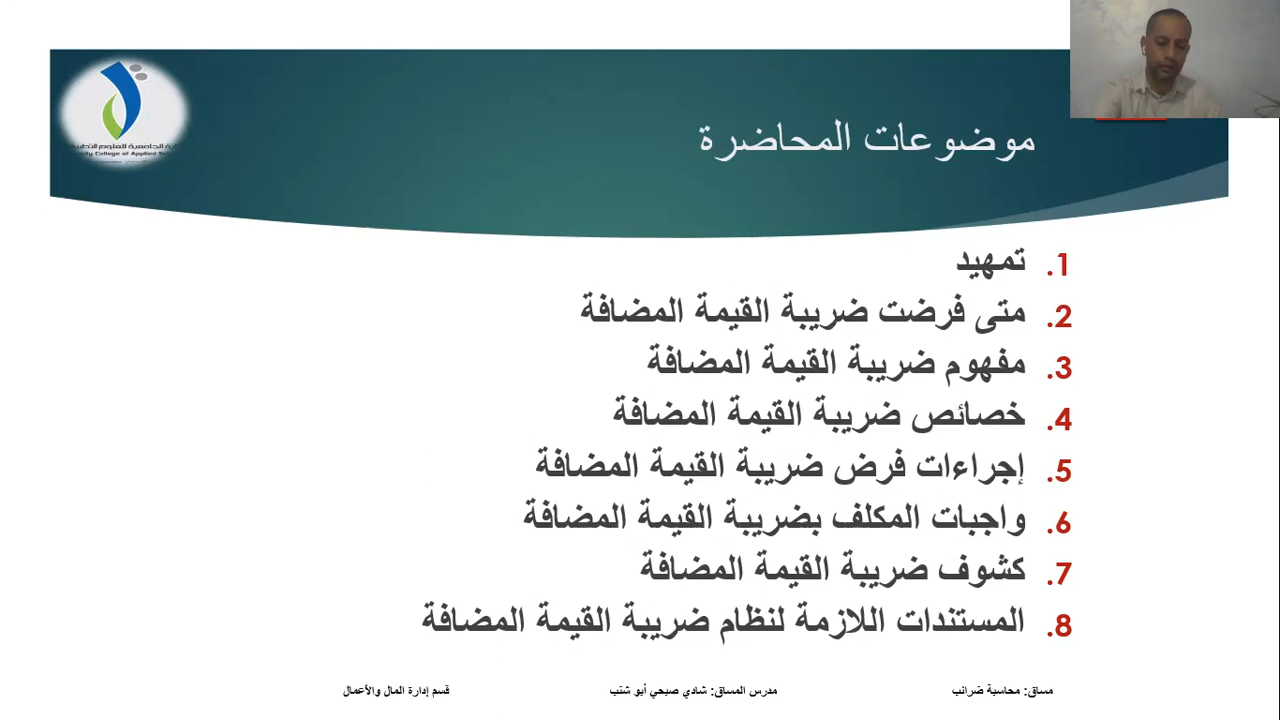 موضوعات المحاضرة
1. تمهيد
2. متى فرضت ضريبة القيمة المضافة
3. مفهوم ضريبة القيمة المضافة
4. خصائص ضريبة القيمة المضافة
5. إجراءات فرض ضريبة القيمة المضافة
6. واجبات المكلف بضريبة القيمة المضافة
7. كشوف ضريبة القيمة المضافة
8. المستندات اللازمة لنظام ضريبة القيمة المضافة
مساق: محاسبة ضرائب مدرس المساق: شادي صبحي أبو شنب قسم إدارة المال والأعمال